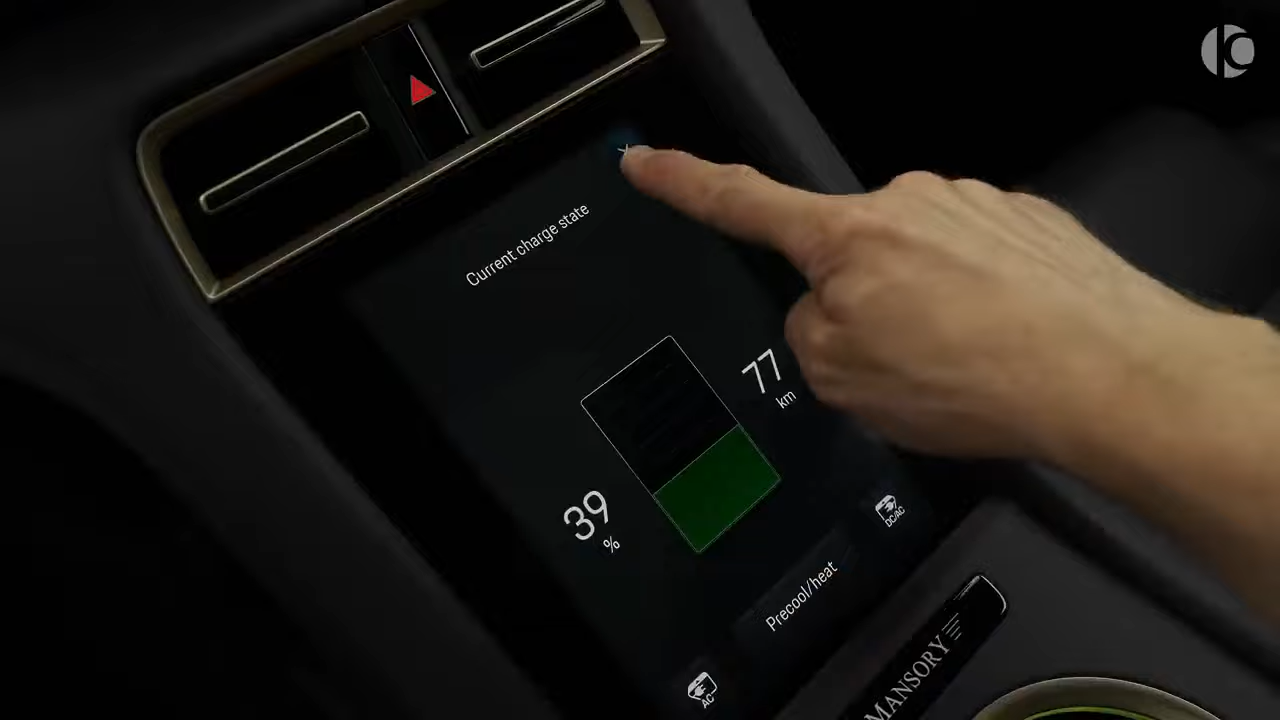 Current charge state
77
km
39
%
DC/AC
Precool/heat
AC
MANSORY